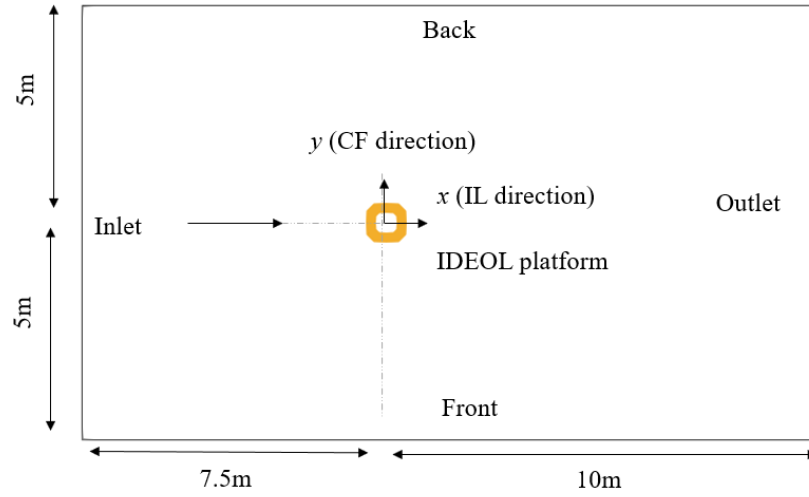 Back
5m
y (CF direction)
x (IL direction)
Outlet
Inlet
IDEOL platform
5m
Front
7.5m
10m